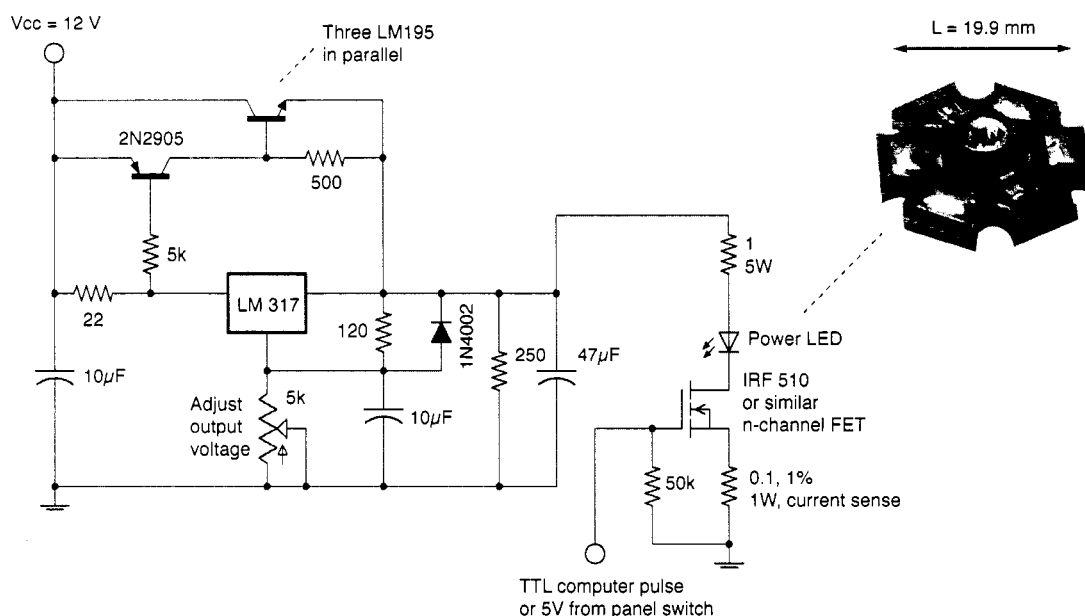 Vcc = 12 V
Three LM195
in parallel
L = 19.9 mm
2N2905
500
5k
1
5W
22
LM 317
120
1N4002
250
47µF
Power LED
10µF
Adjust
output
voltage
5k
10µF
IRF 510
or similar
n-channel FET
50k
0.1, 1%
1W, current sense
TTL computer pulse
or 5V from panel switch